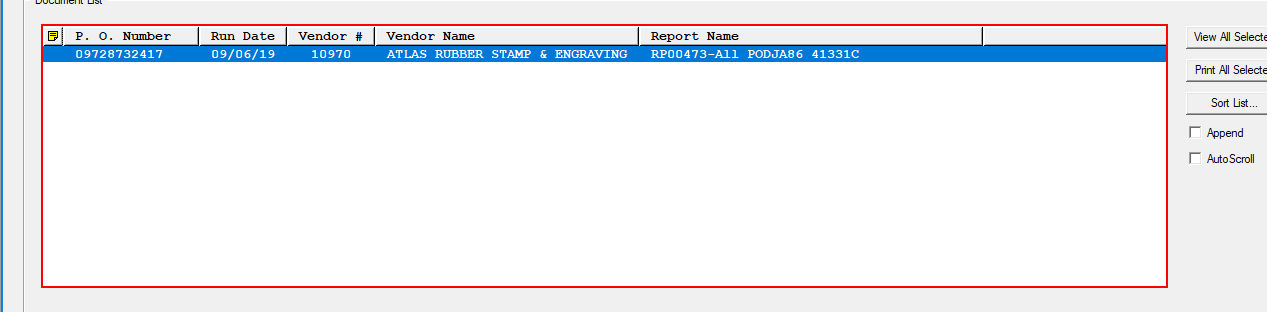 Document List
P. O. Number Run Date Vendor # Vendor Name Report Name
09728732417 09/06/19 10970 ATLAS RUBBER STAMP & ENGRAVING RP00473-All PODJA86 41331C
View All Selecte
Print All Selecte
Sort List...
Append
AutoScroll